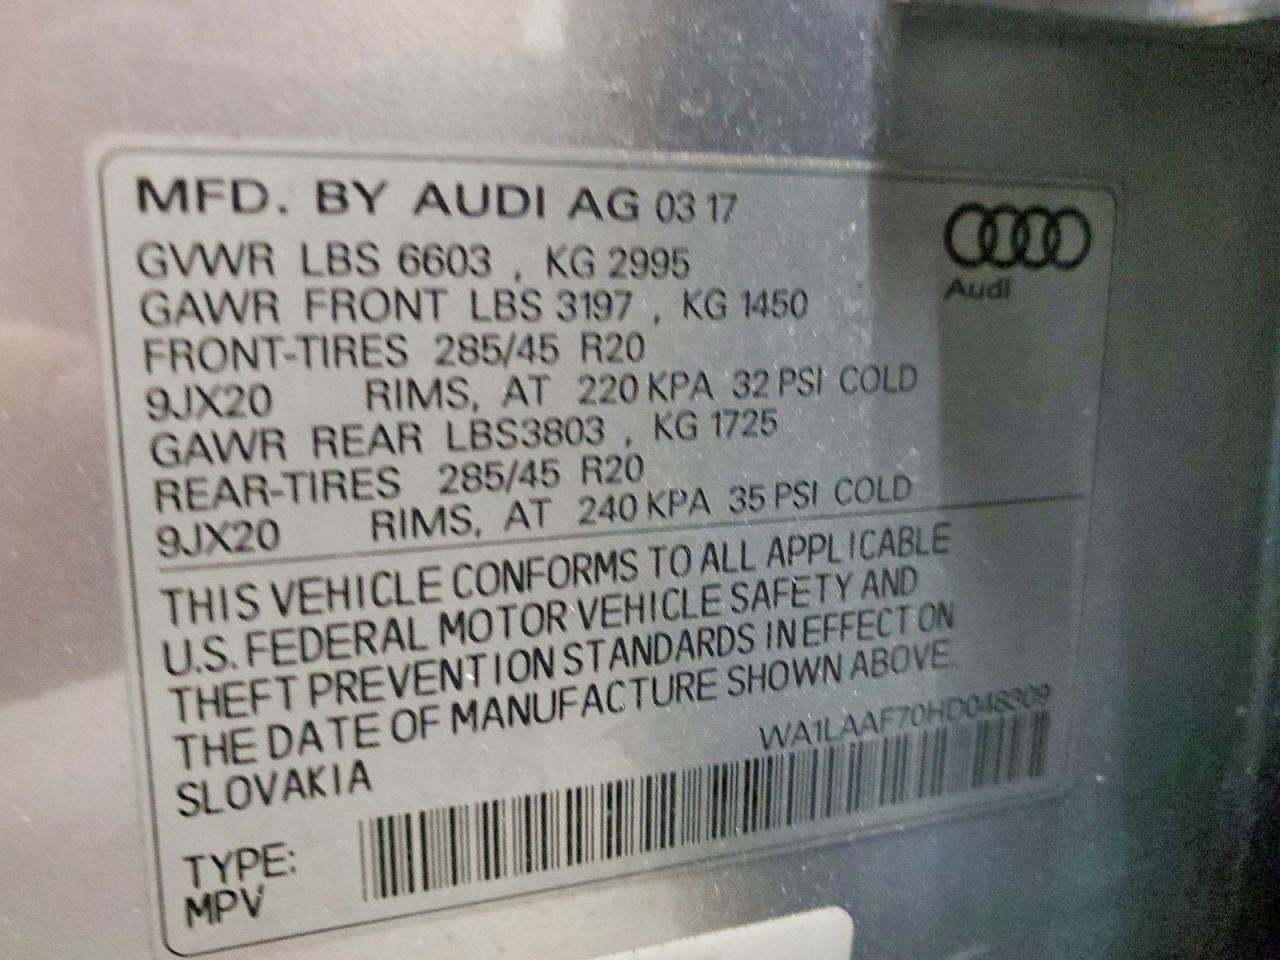 MFD. BY AUDI AG 03 17
GVWR LBS 6603 , KG 2995
GAWR FRONT LBS 3197 , KG 1450
FRONT-TIRES 285/45 R20
9JX20 RIMS, AT 220 KPA 32 PSI COLD
GAWR REAR LBS3803 , KG 1725
REAR-TIRES 285/45 R20
9JX20 RIMS, AT 240 KPA 35 PSI COLD
Audi
THIS VEHICLE CONFORMS TO ALL APPLICABLE
U.S. FEDERAL MOTOR VEHICLE SAFETY AND
THEFT PREVENTION STANDARDS IN EFFECT ON
THE DATE OF MANUFACTURE SHOWN ABOVE.
SLOVAKIA
WA1LAAF70HD048309
TYPE:
MPV